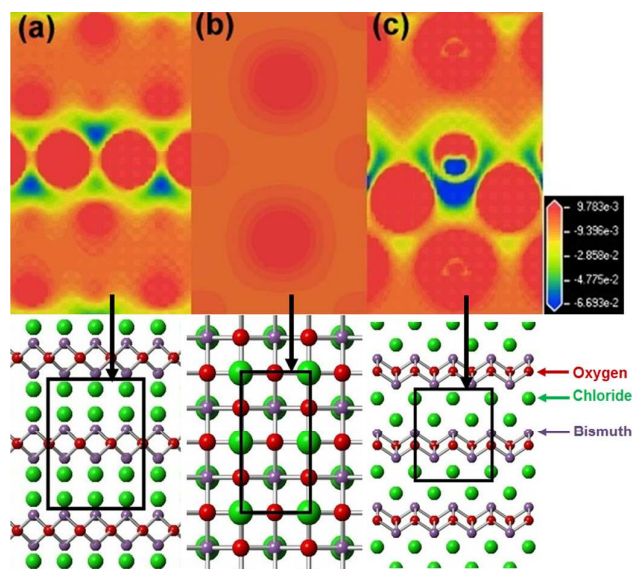 (a) (b) (c)
9.783e-3
-9.396e-3
-2.858e-2
-4.775e-2
-6.693e-2
Oxygen
Chloride
Bismuth